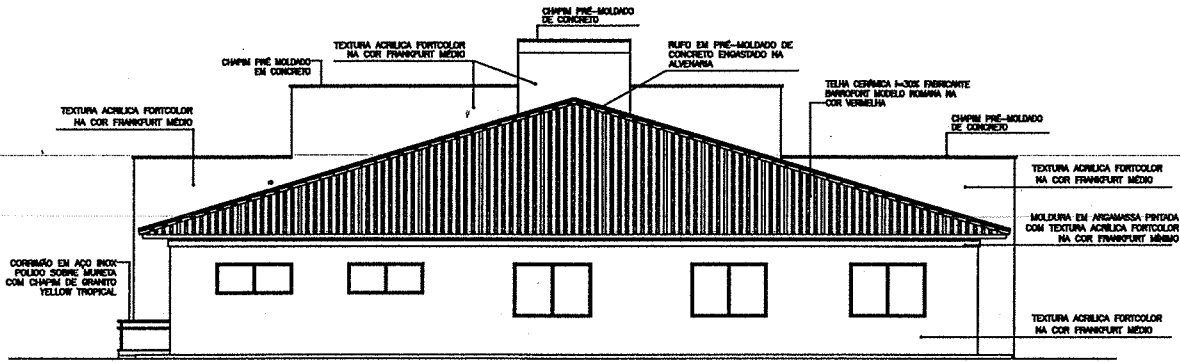 CHAPIM PRÉ-MOLDADO
DE CONCRETO
TEXTURA ACRILICA FORTCOLOR
NA COR FRANKFURT MÉDIO
RUFO EM PRÉ-MOLDADO DE
CONCRETO ENGASTADO NA
ALVENARIA
CHAPIM PRÉ MOLDADO
EM CONCRETO
TELHA CERÂMICA I=30% FABRICANTE
BARROFORT MODELO ROMANA NA
COR VERMELHA
TEXTURA ACRILICA FORTCOLOR
NA COR FRANKFURT MÉDIO
CHAPIM PRÉ-MOLDADO
DE CONCRETO
TEXTURA ACRILICA FORTCOLOR
NA COR FRANKFURT MÉDIO
MOLDURA EM ARGAMASSA PINTADA
COM TEXTURA ACRILICA FORTCOLOR
NA COR FRANKFURT MÍNIMO
CORRIMÃO EM AÇO INOX
POLIDO SOBRE MURETA
COM CHAPIM DE GRANITO
YELLOW TROPICAL
TEXTURA ACRILICA FORTCOLOR
NA COR FRANKFURT MÉDIO